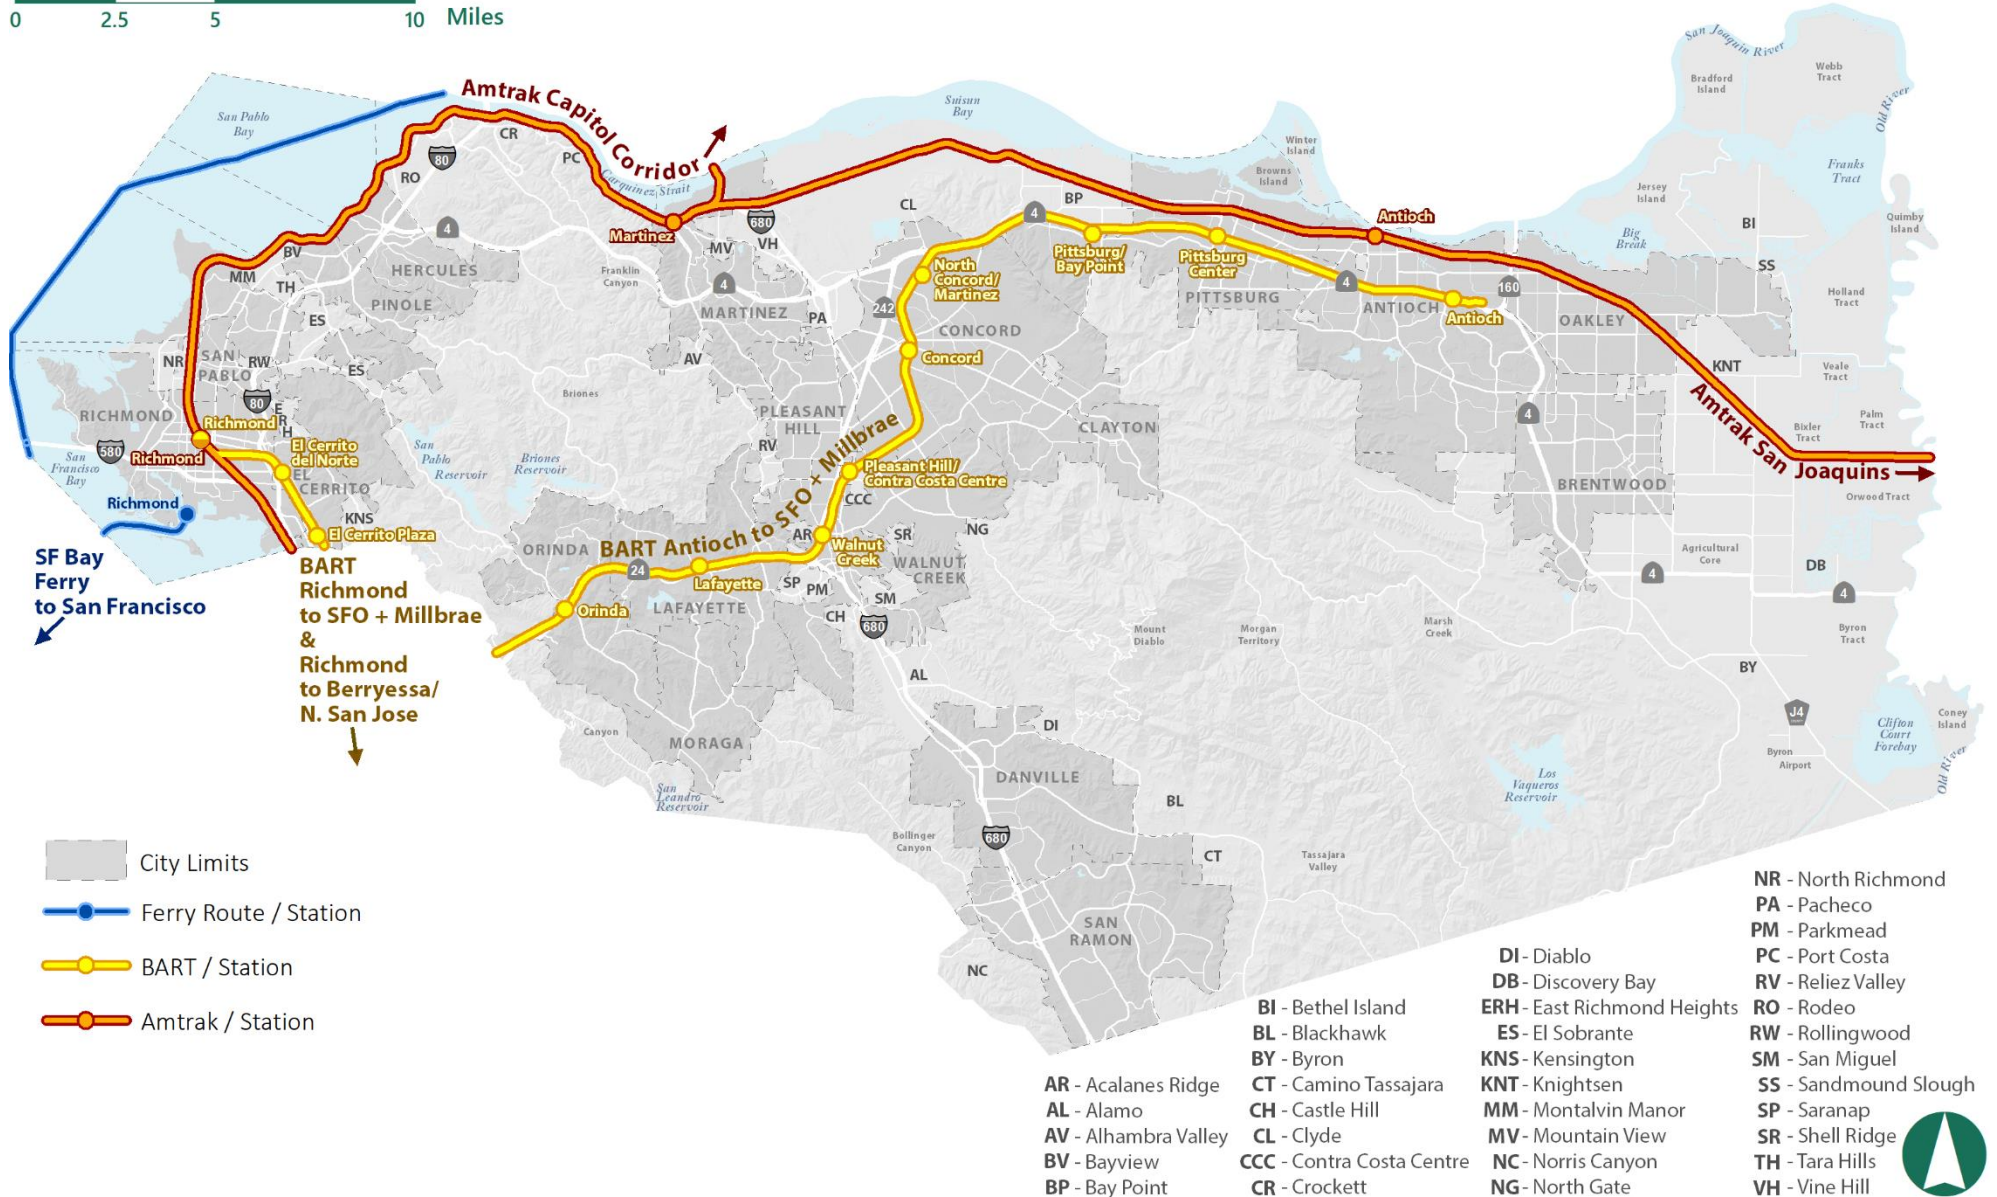 0 2.5 5 10 Miles
San Joaquin River
Webb
Tract
Bradford
Island
Old River
Amtrak Capitol Corridor
San Pablo
Bay
Suisun
Bay
CR
80
PC
RO
Carquinez Strait
Winter
Island
Browns
Island
Franks
Tract
Jersey
Island
BP
CL
4
Antioch
BI
Quimby
Island
4
680
Martinez
MV
VH
Pittsburg/
Bay Point
Pittsburg
Center
Big
Break
BV
MM
TH
HERCULES
PINOLE
Franklin
Canyon
4
MARTINEZ
North
Concord/
Martinez
SS
Holland
Tract
4
160
PITTSBURG
ANTIOCH
Antioch
OAKLEY
ES
PA
242
CONCORD
NR
SAN
PABLO
RW
ES
AV
Concord
KNT
Veale
Tract
Briones
80
RICHMOND
E
R
H
PLEASANT
HILL
CLAYTON
4
Palm
Tract
Bixler
Tract
Amtrak San
Joaquins
Richmond
580
Richmond
El Cerrito
del Norte
San
Pablo
Reservoir
Briones
Reservoir
RV
San
Francisco
Bay
EL
CERRITO
Pleasant Hill/
Contra Costa Centre
CCC
BRENTWOOD
Orwood Tract
Richmond
KNS
El Cerrito Plaza
BART Antioch to SFO + Millbrae
ORINDA
AR
Walnut
Creek
SR
NG
WALNUT
CREEK
Agricultural
Core
SF Bay
Ferry
to San Francisco
BART
Richmond
to SFO + Millbrae
&
Richmond
to Berryessa/
N. San Jose
24
Lafayette
SP
PM
SM
4
DB
4
Orinda
LAFAYETTE
CH
680
Mount
Diablo
Morgan
Territory
Marsh
Creek
Byron
Tract
AL
BY
J4
Coney
Island
Clifton
Court
Forebay
Old River
Canyon
MORAGA
DI
Byron
Airport
DANVILLE
San
Leandro
Reservoir
BL
Los
Vaqueros
Reservoir
Bollinger
Canyon
680
CT
Tassajara
Valley
SAN
RAMON
NC
City Limits
Ferry Route / Station
BART / Station
Amtrak / Station
AR - Acalanes Ridge
AL - Alamo
AV - Alhambra Valley
BV - Bayview
BP - Bay Point
BI - Bethel Island
BL - Blackhawk
BY - Byron
CT - Camino Tassajara
CH - Castle Hill
CL - Clyde
CCC - Contra Costa Centre
CR - Crockett
DI - Diablo
DB - Discovery Bay
ERH - East Richmond Heights
ES - El Sobrante
KNS - Kensington
KNT - Knightsen
MM - Montalvin Manor
MV - Mountain View
NC - Norris Canyon
NG - North Gate
NR - North Richmond
PA - Pacheco
PM - Parkmead
PC - Port Costa
RV - Reliez Valley
RO - Rodeo
RW - Rollingwood
SM - San Miguel
SS - Sandmound Slough
SP - Saranap
SR - Shell Ridge
TH - Tara Hills
VH - Vine Hill